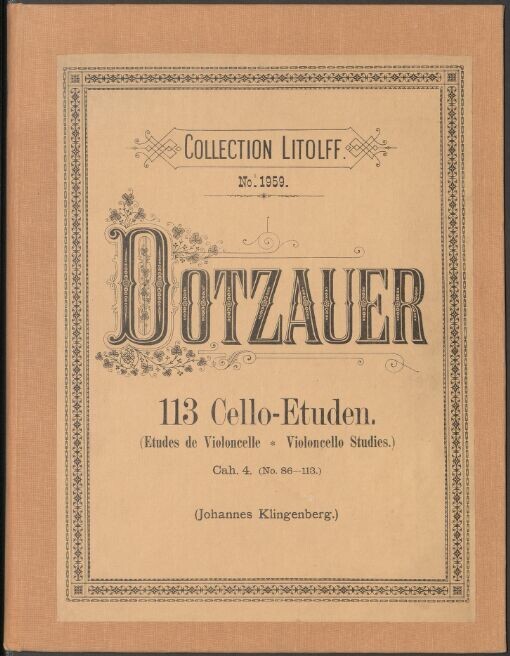 COLLECTION LITOLFF.
No. 1959.
DOTZAUER
113 Cello-Etuden.
(Etudes de Violoncelle * Violoncello Studies.)
Cah. 4. (No. 86—113.)
(Johannes Klingenberg.)